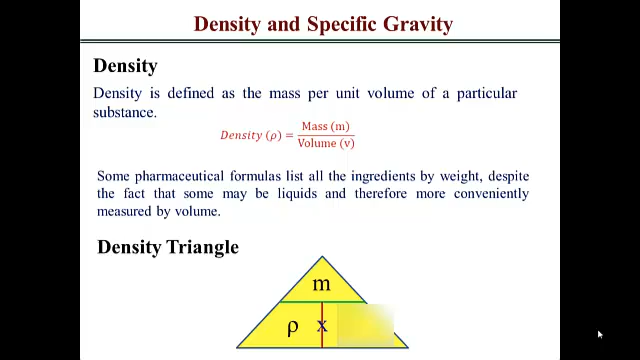 Density and Specific Gravity
Density
Density is defined as the mass per unit volume of a particular
substance.
Density (ρ) = Mass (m) / Volume (v)
Some pharmaceutical formulas list all the ingredients by weight, despite
the fact that some may be liquids and therefore more conveniently
measured by volume.
Density Triangle
m
ρ x